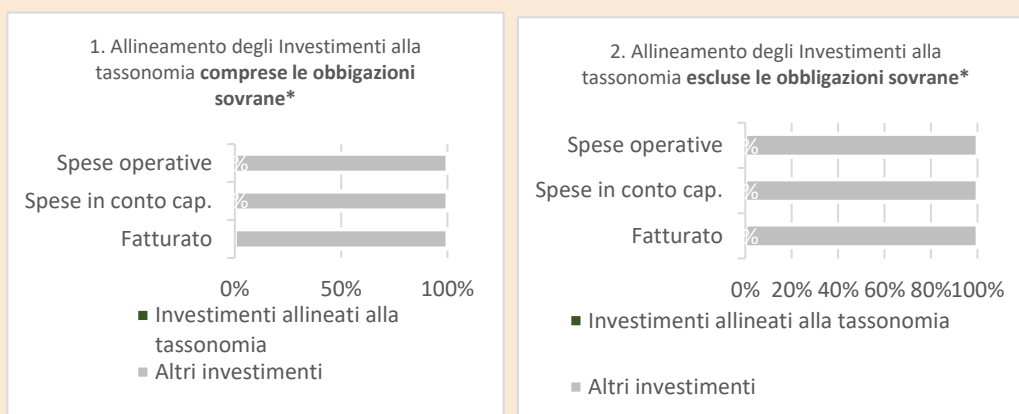 1. Allineamento degli Investimenti alla
tassonomia comprese le obbigazioni
sovrane*
Spese operative
%
Spese in conto cap.
%
Fatturato
0% 50% 100%
Investimenti allineati alla
tassonomia
Altri investimenti
2. Allineamento degli Investimenti alla
tassonomia escluse le obbligazioni sovrane*
Spese operative
%
Spese in conto cap.
%
Fatturato
%
0% 20% 40% 60% 80%100%
Investimenti allineati alla tassonomia
Altri investimenti